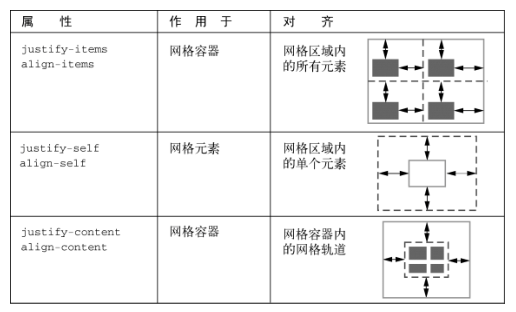 属 性 作 用 于 对 齐
justify-items 网格容器 网格区域内
align-items 的所有元素
justify-self 网格元素 网格区域内
align-self 的单个元素
justify-content 网格容器 网格容器内
align-content 的网格轨道